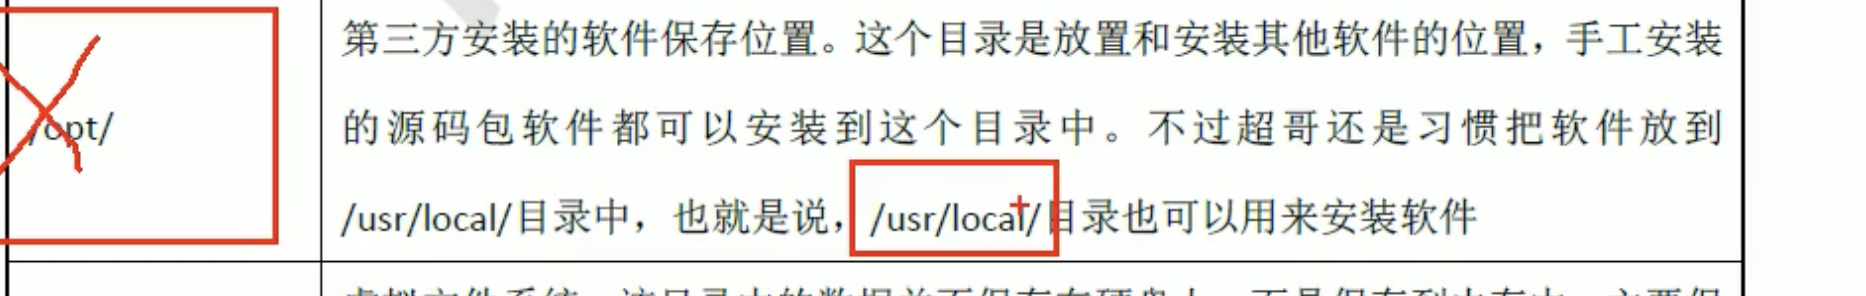 /opt/
第三方安装的软件保存位置。这个目录是放置和安装其他软件的位置，手工安装
的源码包软件都可以安装到这个目录中。不过超哥还是习惯把软件放到
/usr/local/目录中，也就是说，/usr/local/目录也可以用来安装软件